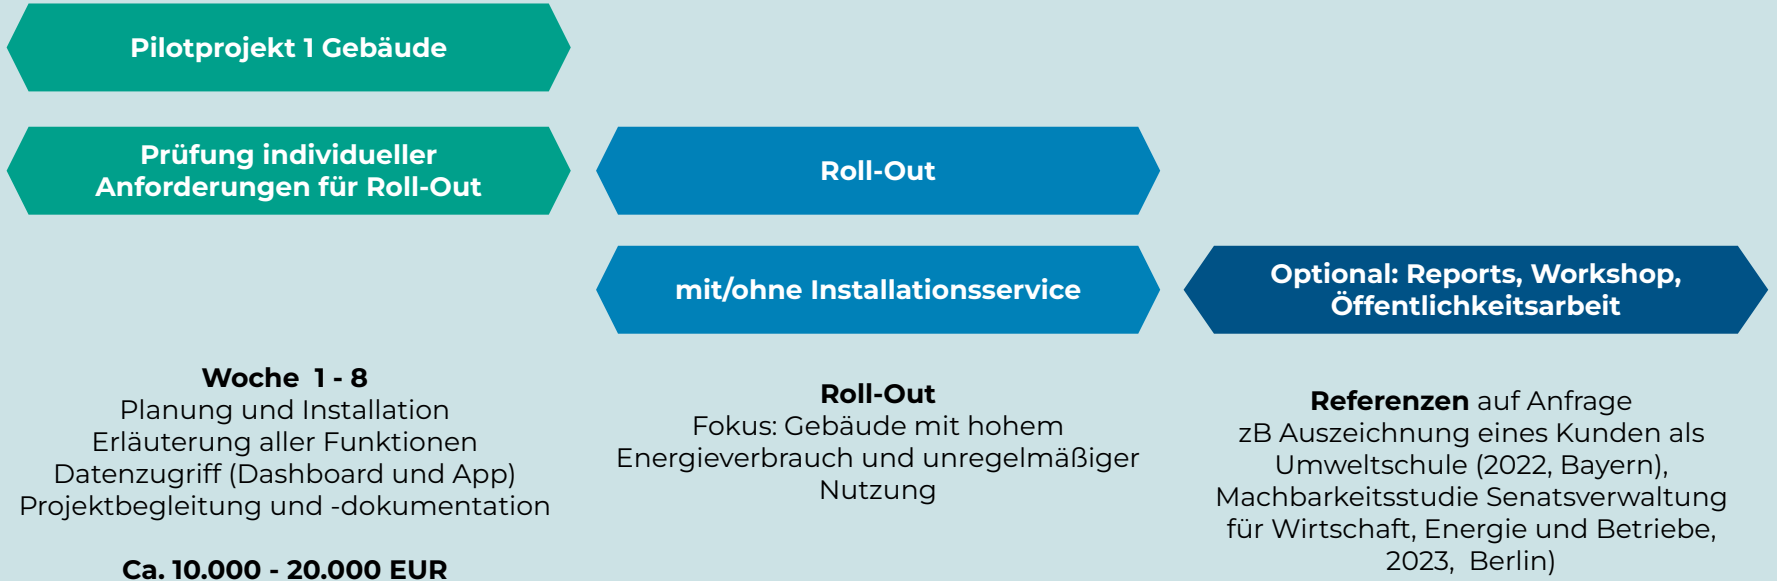 Pilotprojekt 1 Gebäude
Prüfung individueller
Anforderungen für Roll-Out
Roll-Out
mit/ohne Installationsservice
Optional: Reports, Workshop,
Öffentlichkeitsarbeit
Woche 1 - 8
Planung und Installation
Erläuterung aller Funktionen
Datenzugriff (Dashboard und App)
Projektbegleitung und -dokumentation
Ca. 10.000 - 20.000 EUR
Roll-Out
Fokus: Gebäude mit hohem
Energieverbrauch und unregelmäßiger
Nutzung
Referenzen auf Anfrage
zB Auszeichnung eines Kunden als
Umweltschule (2022, Bayern),
Machbarkeitsstudie Senatsverwaltung
für Wirtschaft, Energie und Betriebe,
2023, Berlin)